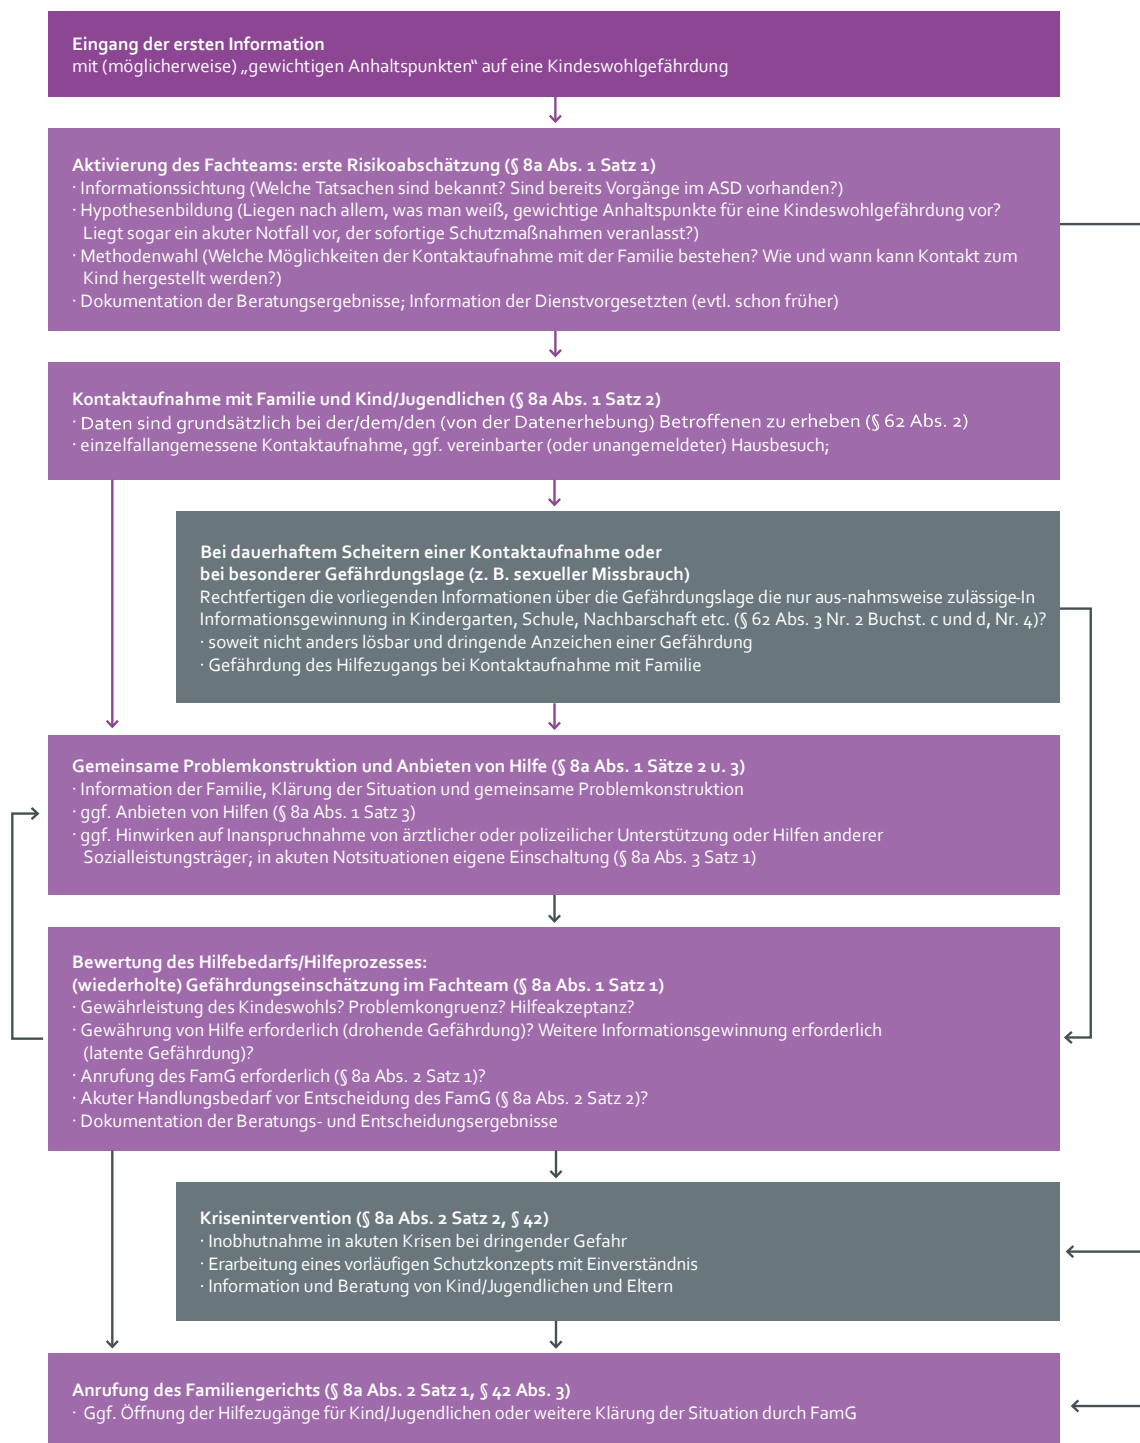 Eingang der ersten Information
mit (möglicherweise) „gewichtigen Anhaltspunkten“ auf eine Kindeswohlgefährdung
Aktivierung des Fachteams: erste Risikoabschätzung (§ 8a Abs. 1 Satz 1)
· Informationssichtung (Welche Tatsachen sind bekannt? Sind bereits Vorgänge im ASD vorhanden?)
· Hypothesenbildung (Liegen nach allem, was man weiß, gewichtige Anhaltspunkte für eine Kindeswohlgefährdung vor?
Liegt sogar ein akuter Notfall vor, der sofortige Schutzmaßnahmen veranlasst?)
· Methodenwahl (Welche Möglichkeiten der Kontaktaufnahme mit der Familie bestehen? Wie und wann kann Kontakt zum
Kind hergestellt werden?)
· Dokumentation der Beratungsergebnisse; Information der Dienstvorgesetzten (evtl. schon früher)
Kontaktaufnahme mit Familie und Kind/Jugendlichen (§ 8a Abs. 1 Satz 2)
· Daten sind grundsätzlich bei der/dem/den (von der Datenerhebung) Betroffenen zu erheben (§ 62 Abs. 2)
· einzelfallangemessene Kontaktaufnahme, ggf. vereinbarter (oder unangemeldeter) Hausbesuch;
Bei dauerhaftem Scheitern einer Kontaktaufnahme oder
bei besonderer Gefährdungslage (z. B. sexueller Missbrauch)
Rechtfertigen die vorliegenden Informationen über die Gefährdungslage die nur aus-nahmsweise zulässige-In
Informationsgewinnung in Kindergarten, Schule, Nachbarschaft etc. (§ 62 Abs. 3 Nr. 2 Buchst. c und d, Nr. 4)?
· soweit nicht anders lösbar und dringende Anzeichen einer Gefährdung
· Gefährdung des Hilfezugangs bei Kontaktaufnahme mit Familie
Gemeinsame Problemkonstruktion und Anbieten von Hilfe (§ 8a Abs. 1 Sätze 2 u. 3)
· Information der Familie, Klärung der Situation und gemeinsame Problemkonstruktion
· ggf. Anbieten von Hilfen (§ 8a Abs. 1 Satz 3)
· ggf. Hinwirken auf Inanspruchnahme von ärztlicher oder polizeilicher Unterstützung oder Hilfen anderer
Sozialleistungsträger; in akuten Notsituationen eigene Einschaltung (§ 8a Abs. 3 Satz 1)
Bewertung des Hilfebedarfs/Hilfeprozesses:
(wiederholte) Gefährdungseinschätzung im Fachteam (§ 8a Abs. 1 Satz 1)
· Gewährleistung des Kindeswohls? Problemkongruenz? Hilfeakzeptanz?
· Gewährung von Hilfe erforderlich (drohende Gefährdung)? Weitere Informationsgewinnung erforderlich
(latente Gefährdung)?
· Anrufung des FamG erforderlich (§ 8a Abs. 2 Satz 1)?
· Akuter Handlungsbedarf vor Entscheidung des FamG (§ 8a Abs. 2 Satz 2)?
· Dokumentation der Beratungs- und Entscheidungsergebnisse
Krisenintervention (§ 8a Abs. 2 Satz 2, § 42)
· Inobhutnahme in akuten Krisen bei dringender Gefahr
· Erarbeitung eines vorläufigen Schutzkonzepts mit Einverständnis
· Information und Beratung von Kind/Jugendlichen und Eltern
Anrufung des Familiengerichts (§ 8a Abs. 2 Satz 1, § 42 Abs. 3)
· Ggf. Öffnung der Hilfezugänge für Kind/Jugendlichen oder weitere Klärung der Situation durch FamG